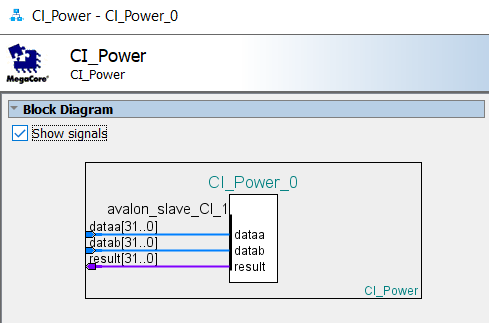 CI_Power - CI_Power_0
MegaCore®
CI_Power
CI_Power
Block Diagram
Show signals
CI_Power_0
avalon_slave_CI_1
dataa[31..0]
dataa
datab[31..0]
datab
result[31..0]
result
CI_Power